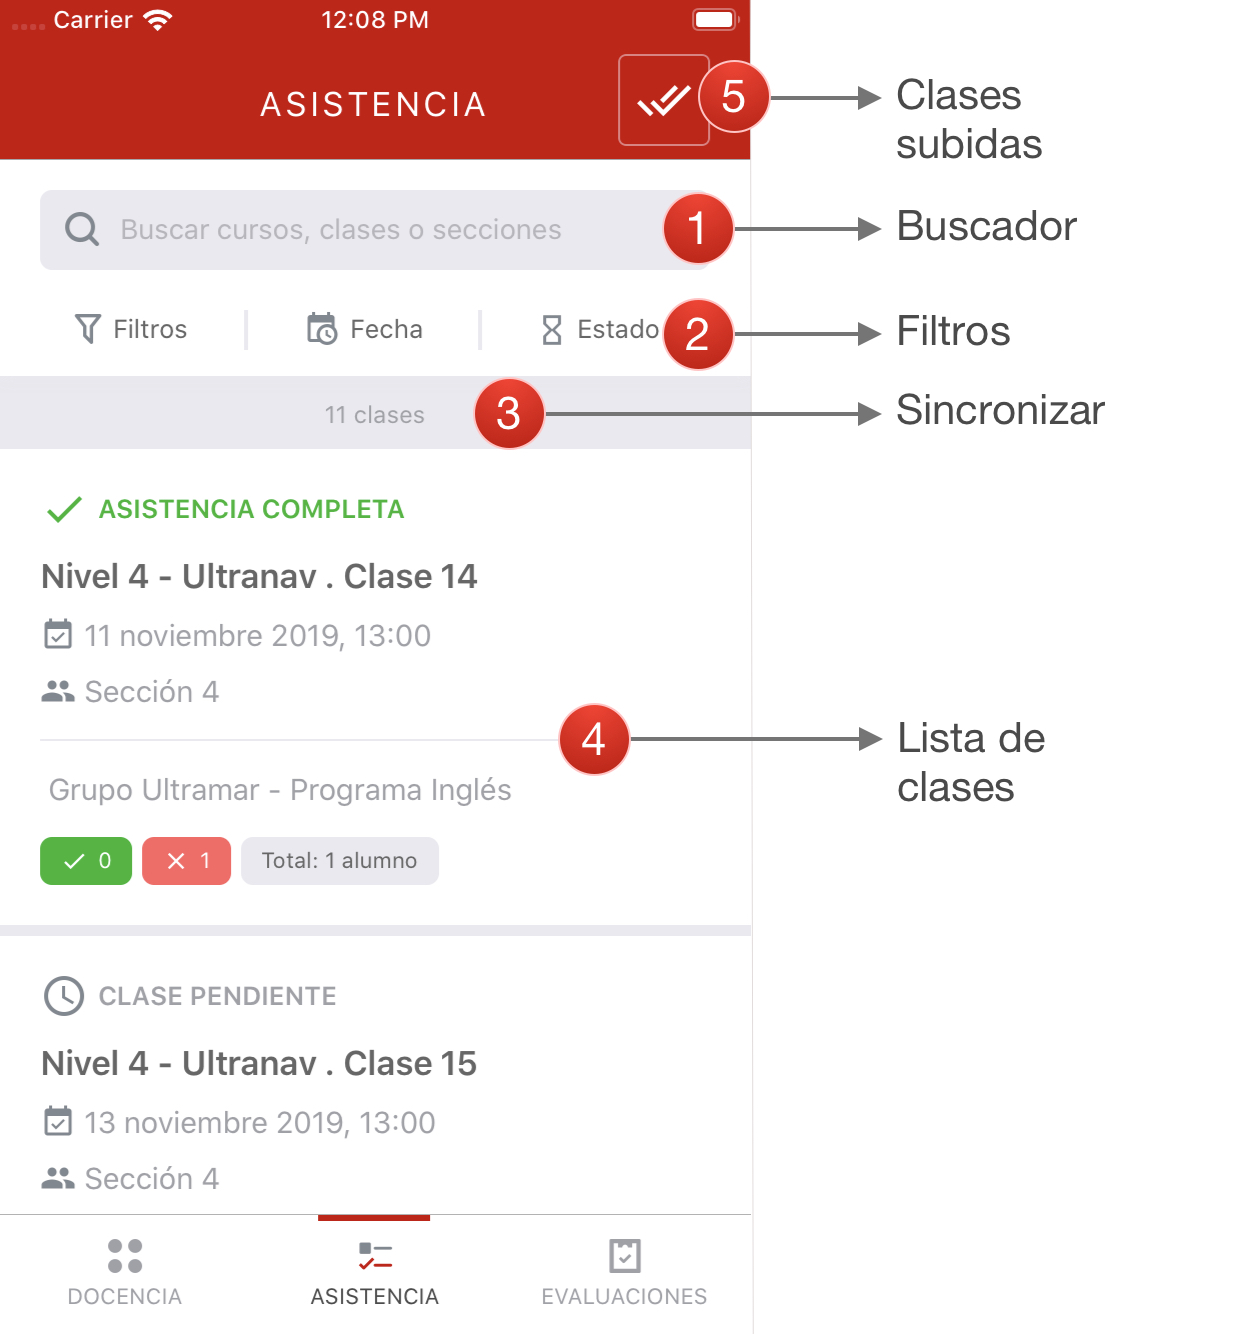 Carrier 12:08 PM
ASISTENCIA 5 Clases
subidas
Buscar cursos, clases o secciones 1 Buscador
Filtros Fecha Estado 2 Filtros
11 clases 3 Sincronizar
ASISTENCIA COMPLETA
Nivel 4 - Ultranav . Clase 14
11 noviembre 2019, 13:00
Sección 4
4 Lista de
clases
Grupo Ultramar - Programa Inglés
0 1 Total: 1 alumno
CLASE PENDIENTE
Nivel 4 - Ultranav . Clase 15
13 noviembre 2019, 13:00
Sección 4
DOCENCIA ASISTENCIA EVALUACIONES